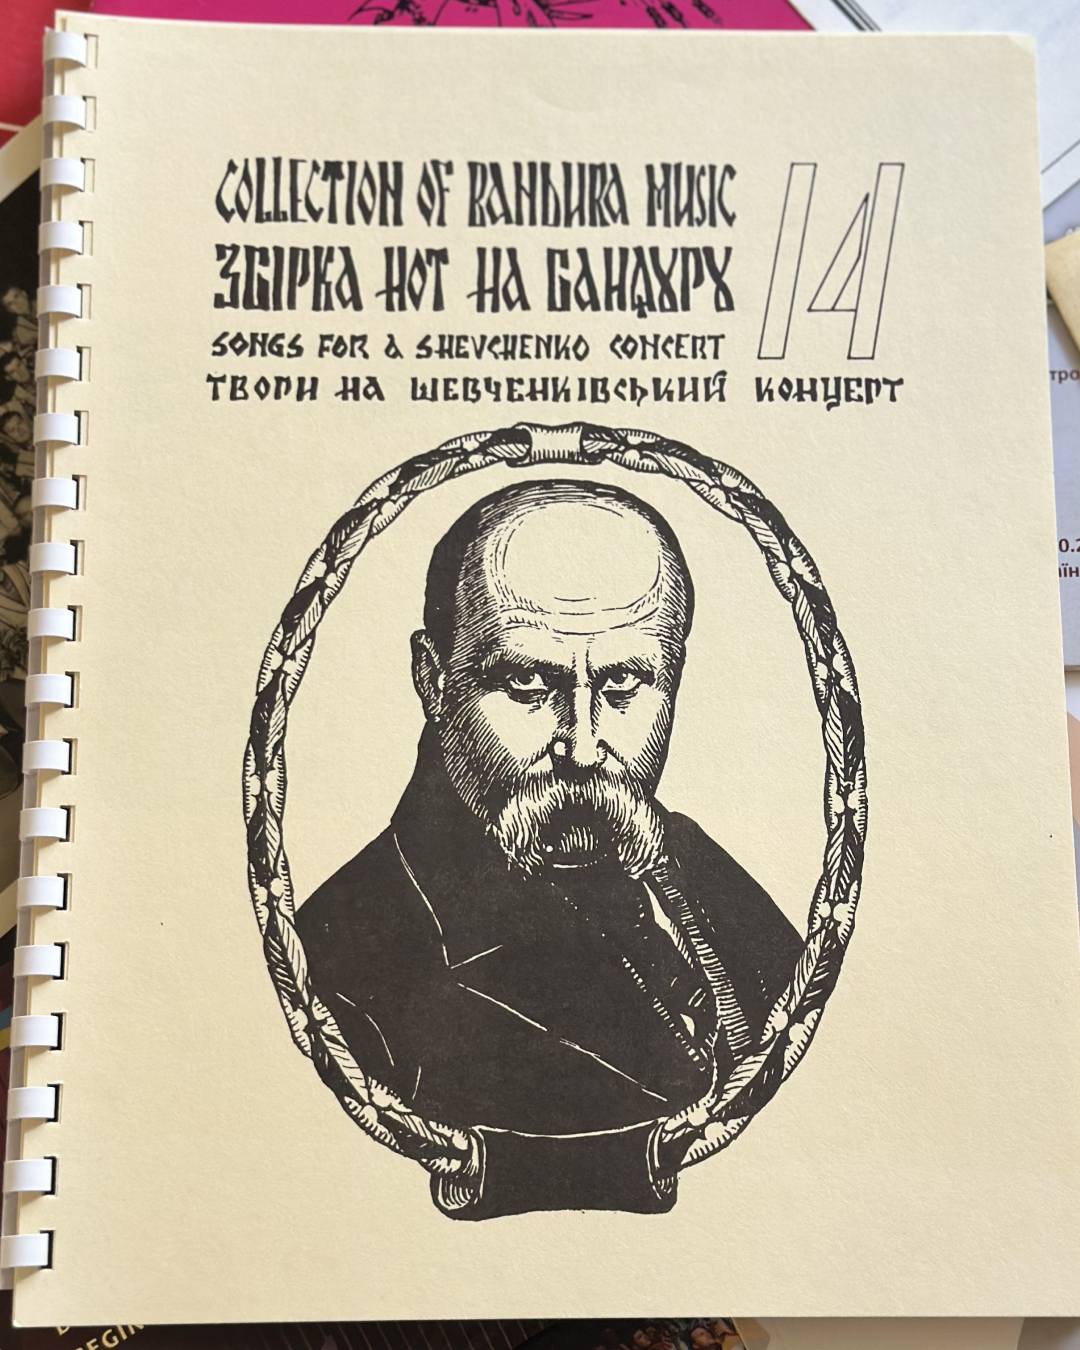 COLLECTION OF BANDURA MUSIC 14
ЗБІРКА НОТ НА БАНДУРУ
SONGS FOR A SHEVCHENKO CONCERT
ТВОРИ НА ШЕВЧЕНКІВСЬКИЙ КОНЦЕРТ